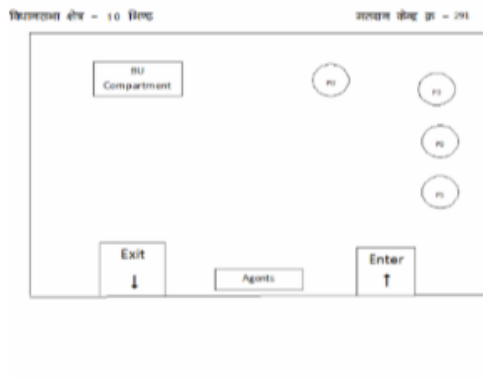 विधानसभा क्षेत्र - 10 भिण्ड
मतदान केन्द्र क्र - 291
BU
Compartment
Exit
↓
Agents
Enter
↑